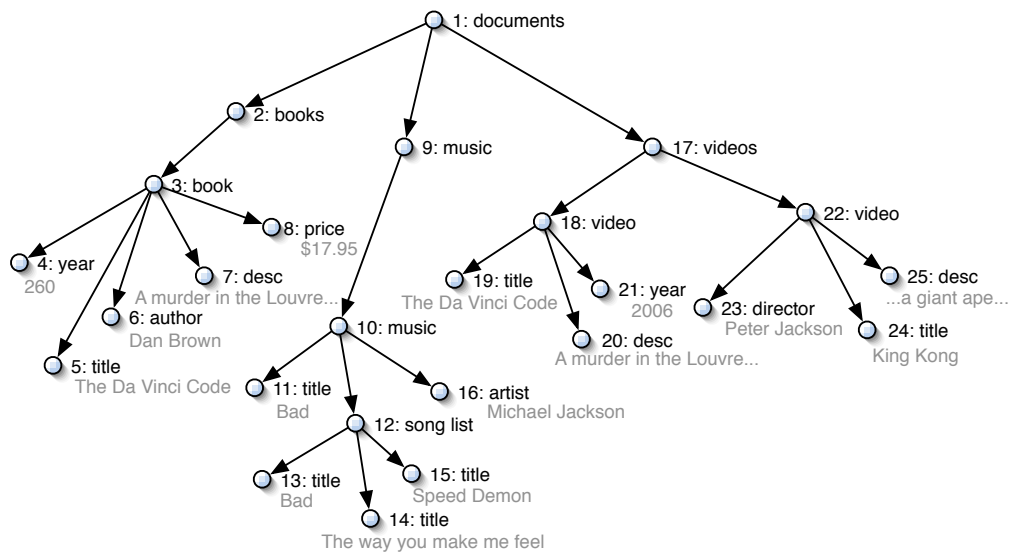 1: documents
2: books
9: music
17: videos
3: book
22: video
18: video
8: price
$17.95
4: year
260
7: desc
A murder in the Louvre...
19: title
The Da Vinci Code
21: year
2006
25: desc
...a giant ape...
23: director
Peter Jackson
6: author
Dan Brown
10: music
20: desc
A murder in the Louvre...
24: title
King Kong
5: title
The Da Vinci Code
11: title
Bad
16: artist
Michael Jackson
12: song list
13: title
Bad
15: title
Speed Demon
14: title
The way you make me feel